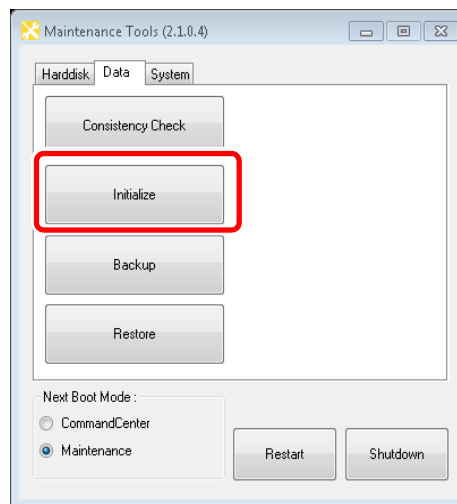 Maintenance Tools (2.1.0.4)
Harddisk Data System
Consistency Check
Initialize
Backup
Restore
Next Boot Mode :
CommandCenter
Maintenance
Restart Shutdown